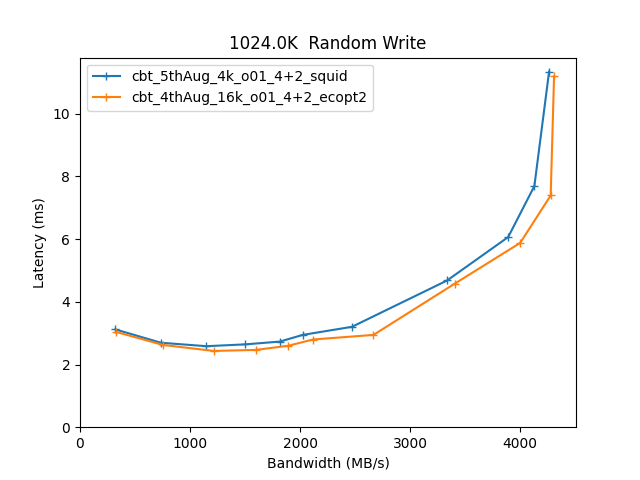 1024.0K  Random Write
cbt_5thAug_4k_o01_4+2_squid
cbt_4thAug_16k_o01_4+2_ecopt2
10
8
6
4
2
0
Latency (ms)
0 1000 2000 3000 4000
Bandwidth (MB/s)